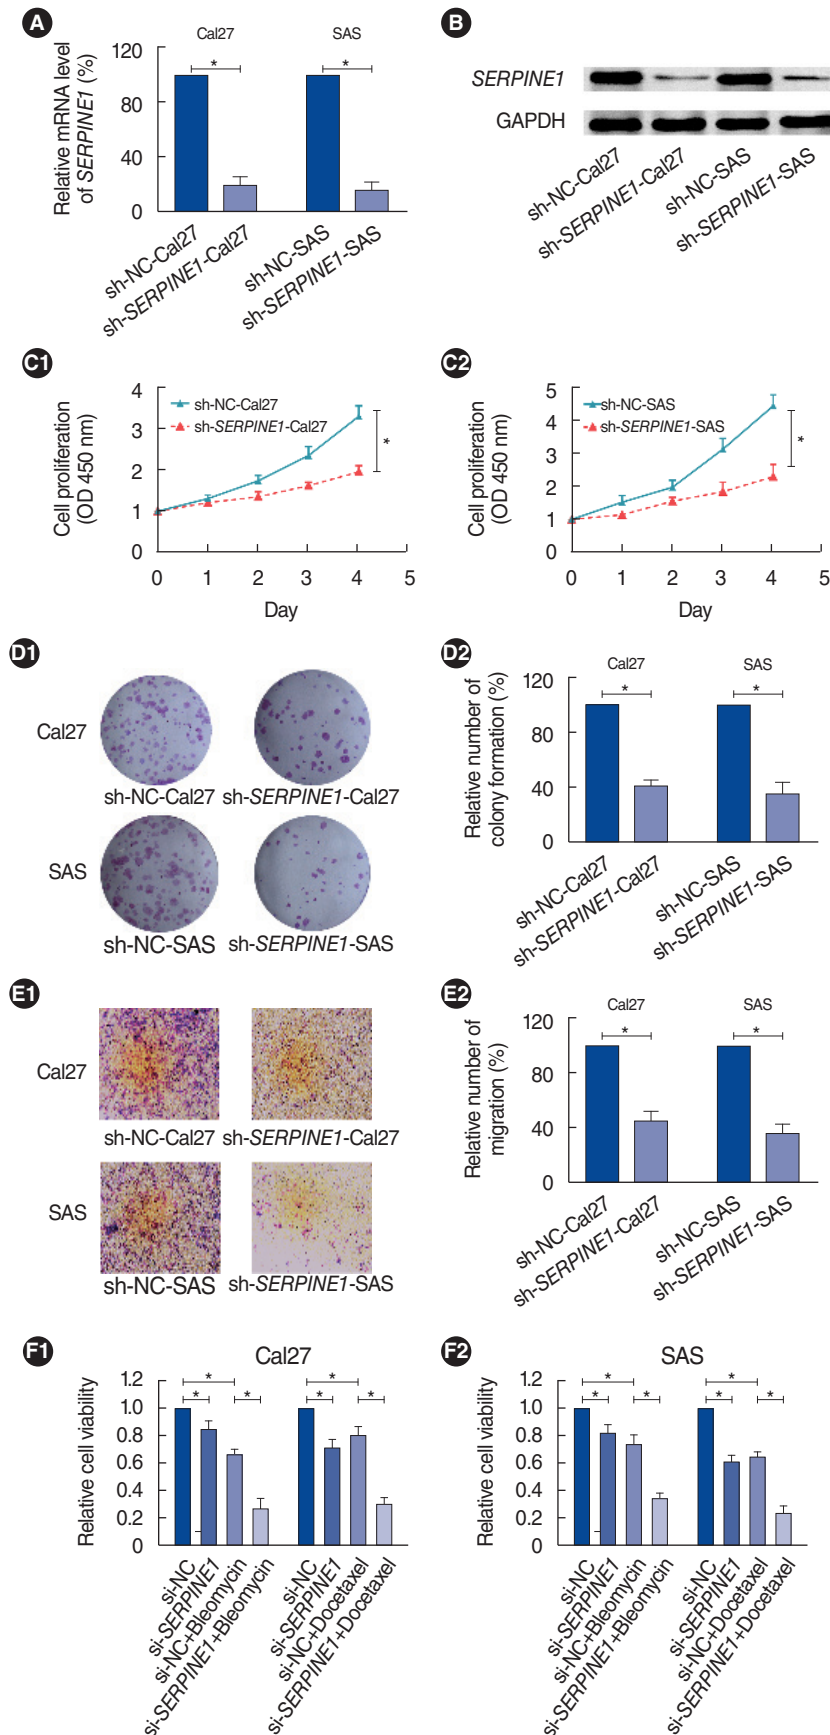 A
Relative mRNA level
of SERPINE1 (%)
Cal27
SAS
120
80
40
0
*
*
sh-NC-Cal27
sh-SERPINE1-Cal27
sh-NC-SAS
sh-SERPINE1-SAS
B
SERPINE1
GAPDH
sh-NC-Cal27
sh-SERPINE1-Cal27
sh-NC-SAS
sh-SERPINE1-SAS
C1
Cell proliferation
(OD 450 nm)
4
3
2
1
0
sh-NC-Cal27
sh-SERPINE1-Cal27
*
0 1 2 3 4 5
Day
C2
Cell proliferation
(OD 450 nm)
5
4
3
2
1
0
sh-NC-SAS
sh-SERPINE1-SAS
*
0 1 2 3 4 5
Day
D1
Cal27
sh-NC-Cal27 sh-SERPINE1-Cal27
SAS
sh-NC-SAS sh-SERPINE1-SAS
D2
Relative number of
colony formation (%)
Cal27
SAS
120
80
40
0
*
*
sh-NC-Cal27
sh-SERPINE1-Cal27
sh-NC-SAS
sh-SERPINE1-SAS
E1
Cal27
sh-NC-Cal27 sh-SERPINE1-Cal27
SAS
sh-NC-SAS sh-SERPINE1-SAS
E2
Relative number of
migration (%)
Cal27
SAS
120
80
40
0
*
*
sh-NC-Cal27
sh-SERPINE1-Cal27
sh-NC-SAS
sh-SERPINE1-SAS
F1
Cal27
Relative cell viability
1.2
1.0
0.8
0.6
0.4
0.2
0
* *
* * * *
si-NC
si-SERPINE1
si-NC+Bleomycin
si-SERPINE1+Bleomycin
si-NC
si-SERPINE1
si-NC+Docetaxel
si-SERPINE1+Docetaxel
F2
SAS
Relative cell viability
1.2
1.0
0.8
0.6
0.4
0.2
0
* *
* * * *
si-NC
si-SERPINE1
si-NC+Bleomycin
si-SERPINE1+Bleomycin
si-NC
si-SERPINE1
si-NC+Docetaxel
si-SERPINE1+Docetaxel